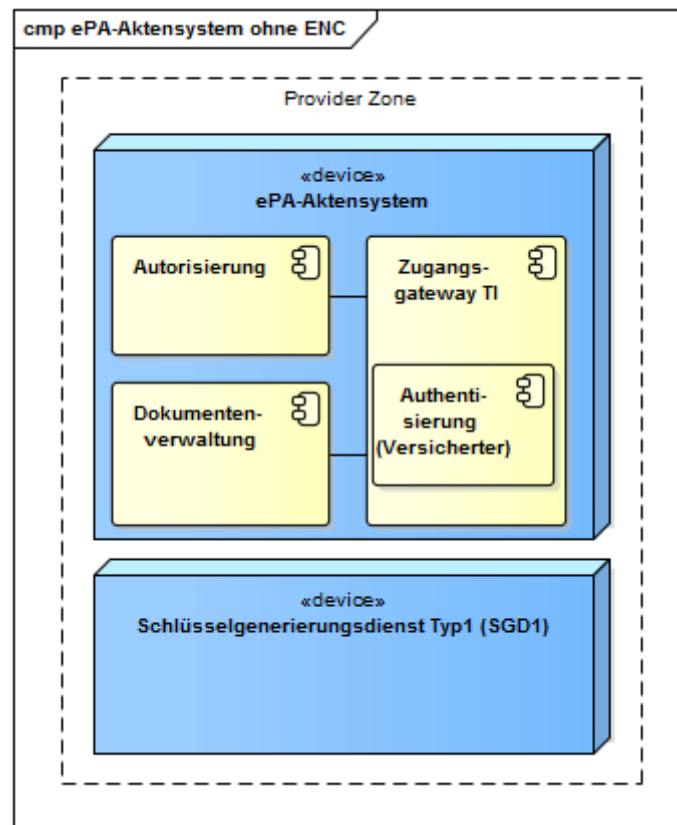 cmp ePA-Aktensystem ohne ENC
Provider Zone
«device»
ePA-Aktensystem
Autorisierung
Zugangs-
gateway TI
Dokumenten-
verwaltung
Authenti-
sierung
(Versicherter)
«device»
Schlüsselgenerierungsdienst Typ1 (SGD1)